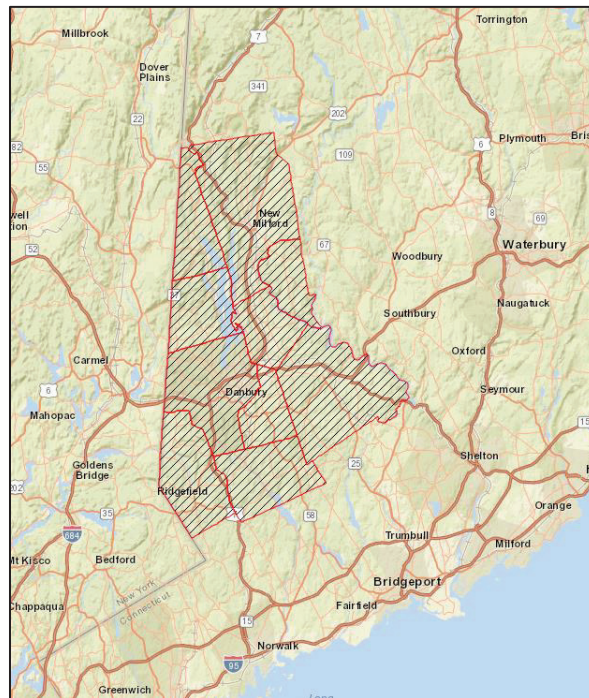 Torrington
Millbrook
7
Dover
Plains
341
22
202
6
Plymouth
Bris
82
55
109
8
69
New
Milford
67
well
tion
52
Woodbury
Waterbury
Naugatuck
37
Southbury
Oxford
Carmel
6
Danbury
Seymour
Mahopac
15
Goldens
Bridge
25
Shelton
202
Ridgefield
Orange
35
58
684
Trumbull
Milford
Mt Kisco
Bedford
Bridgeport
Chappaqua
New York
Connecticut
Fairfield
15
Norwalk
95
Greenwich